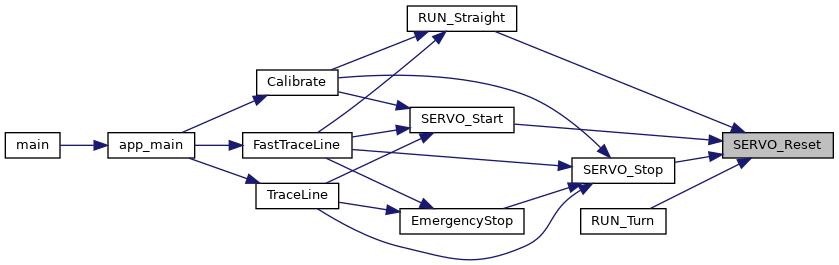 RUN_Straight
Calibrate
SERVO_Start
main
app_main
FastTraceLine
SERVO_Reset
SERVO_Stop
TraceLine
EmergencyStop
RUN_Turn